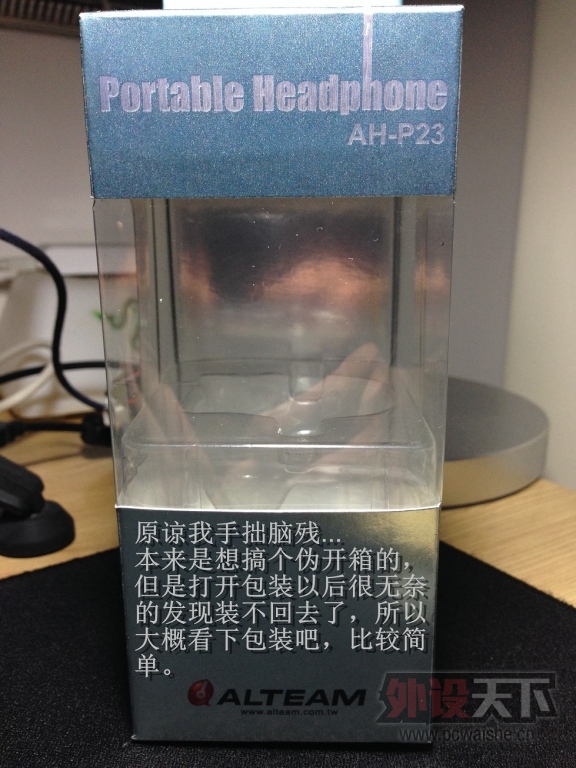 Portable Headphone
AH-P23
原谅我手拙脑残...
本来是想搞个伪开箱的，
但是打开包装以后很无奈
的发现装不回去了，所以
大概看下包装吧，比较简
单。
ALTEAM
www.alteam.com.tw
外设天下
www.pcwaishe.cn